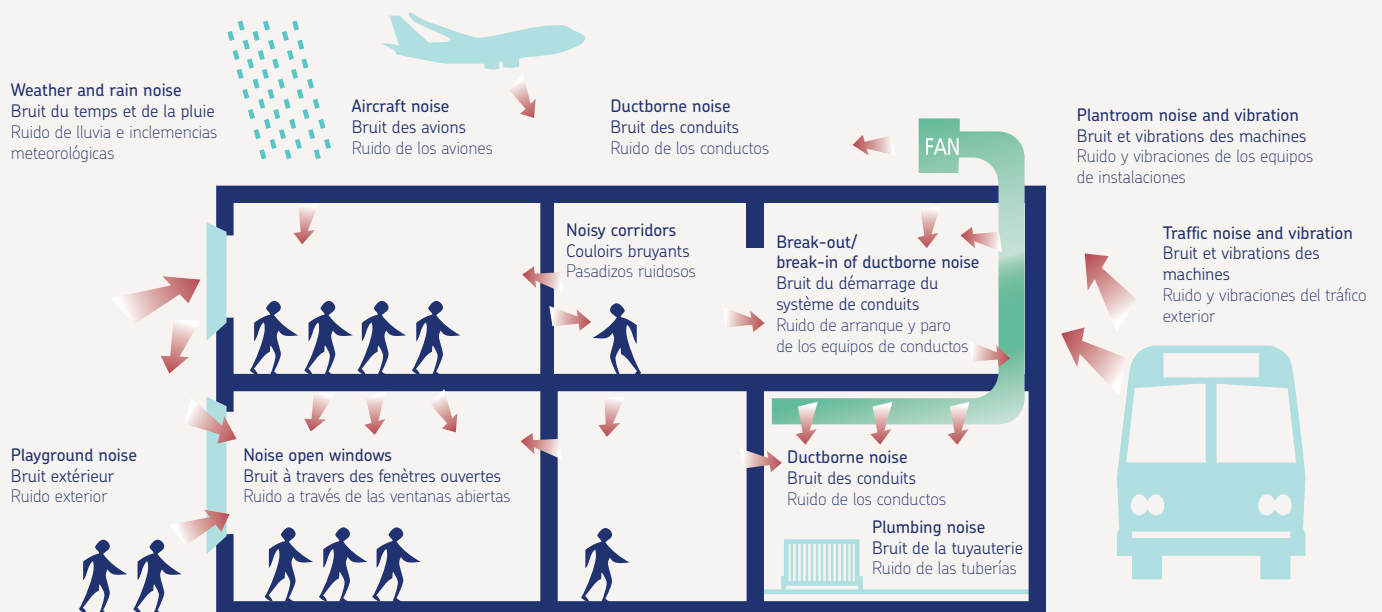 Weather and rain noise
Bruit du temps et de la pluie
Ruido de lluvia e inclemencias
meteorológicas
Aircraft noise
Bruit des avions
Ruido de los aviones
Ductborne noise
Bruit des conduits
Ruido de los conductos
FAN
Plantroom noise and vibration
Bruit et vibrations des machines
Ruido y vibraciones de los equipos
de instalaciones
Noisy corridors
Couloirs bruyants
Pasadizos ruidosos
Break-out/
break-in of ductborne noise
Bruit du démarrage du
système de conduits
Ruido de arranque y paro
de los equipos de conductos
Traffic noise and vibration
Bruit et vibrations des
machines
Ruido y vibraciones del tráfico
exterior
Playground noise
Bruit extérieur
Ruido exterior
Noise open windows
Bruit à travers des fenètres ouvertes
Ruido a través de las ventanas abiertas
Ductborne noise
Bruit des conduits
Ruido de los conductos
Plumbing noise
Bruit de la tuyauterie
Ruido de las tuberías